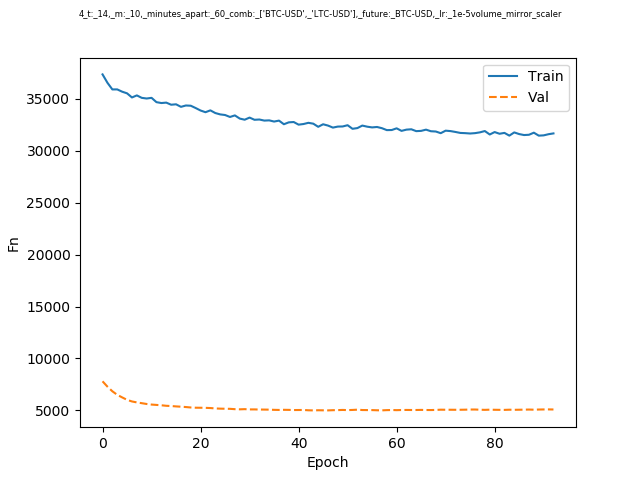 4_t:_14,_m:_10,_minutes_apart:_60_comb:_['BTC-USD',_'LTC-USD'],_future:_BTC-USD,_lr:_1e-5volume_mirror_scaler
Train
Val
35000
30000
25000
20000
15000
10000
5000
Fn
0 20 40 60 80
Epoch